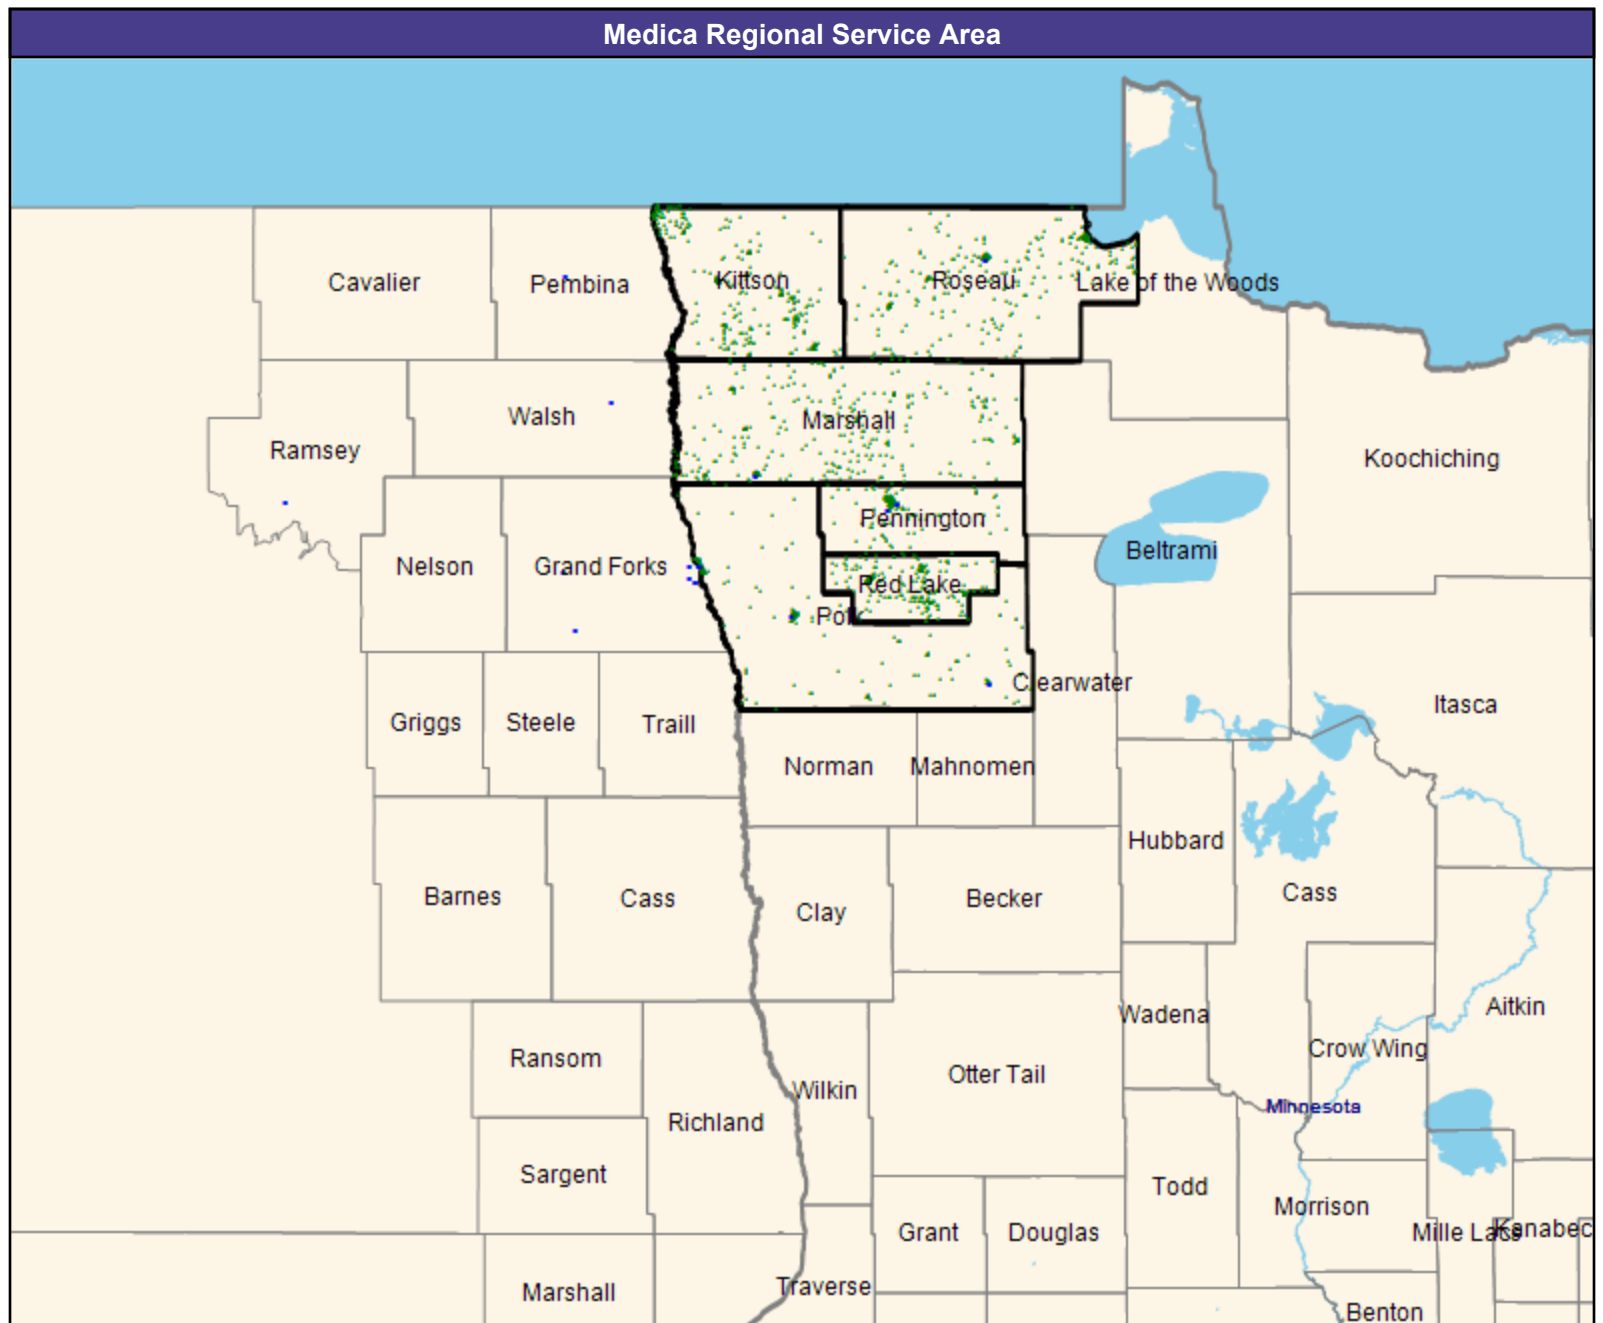 Medica Regional Service Area
Cavalier
Pembina
Kittson
Roseau
Lake of the Woods
Walsh
Marshall
Ramsey
Koochiching
Pennington
Beltrami
Nelson
Grand Forks
Red Lake
Polk
Clearwater
Griggs
Steele
Traill
Itasca
Norman
Mahnomen
Hubbard
Barnes
Cass
Clay
Becker
Cass
Wadena
Aitkin
Ransom
Otter Tail
Crow Wing
Wilkin
Minnesota
Richland
Sargent
Todd
Morrison
Grant
Douglas
Mille Lacs
Kanabec
Marshall
Traverse
Benton